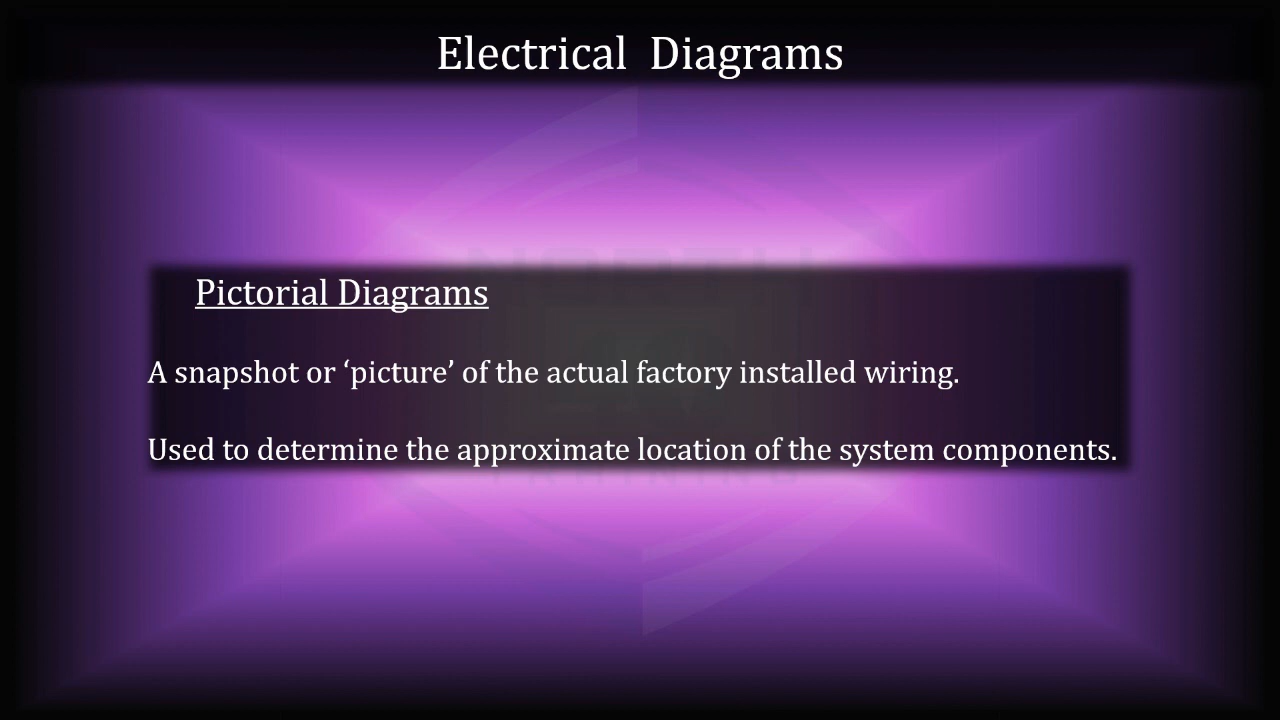 Electrical  Diagrams
Pictorial Diagrams
A snapshot or ‘picture’ of the actual factory installed wiring.
Used to determine the approximate location of the system components.
TRAINING